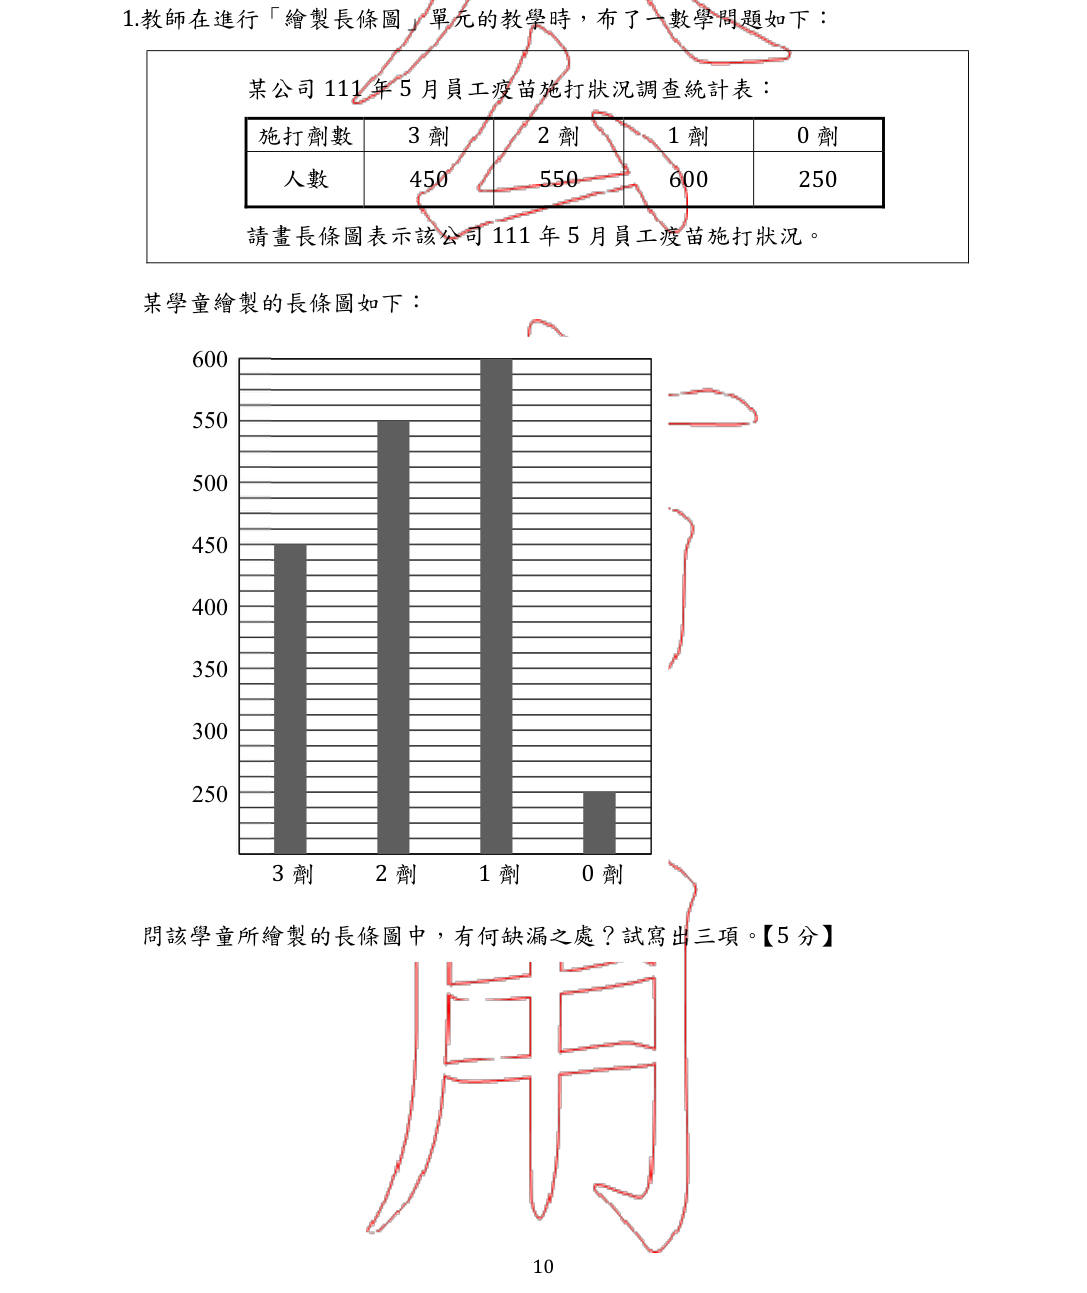 1.教師在進行「繪製長條圖」單元的教學時，布了一數學問題如下：
某公司 111 年 5 月員工疫苗施打狀況調查統計表：
施打劑數 3 劑 2 劑 1 劑 0 劑
人數 450 550 600 250
請畫長條圖表示該公司 111 年 5 月員工疫苗施打狀況。
某學童繪製的長條圖如下：
600
550
500
450
400
350
300
250
3 劑 2 劑 1 劑 0 劑
問該學童所繪製的長條圖中，有何缺漏之處？試寫出三項。【5 分】
10